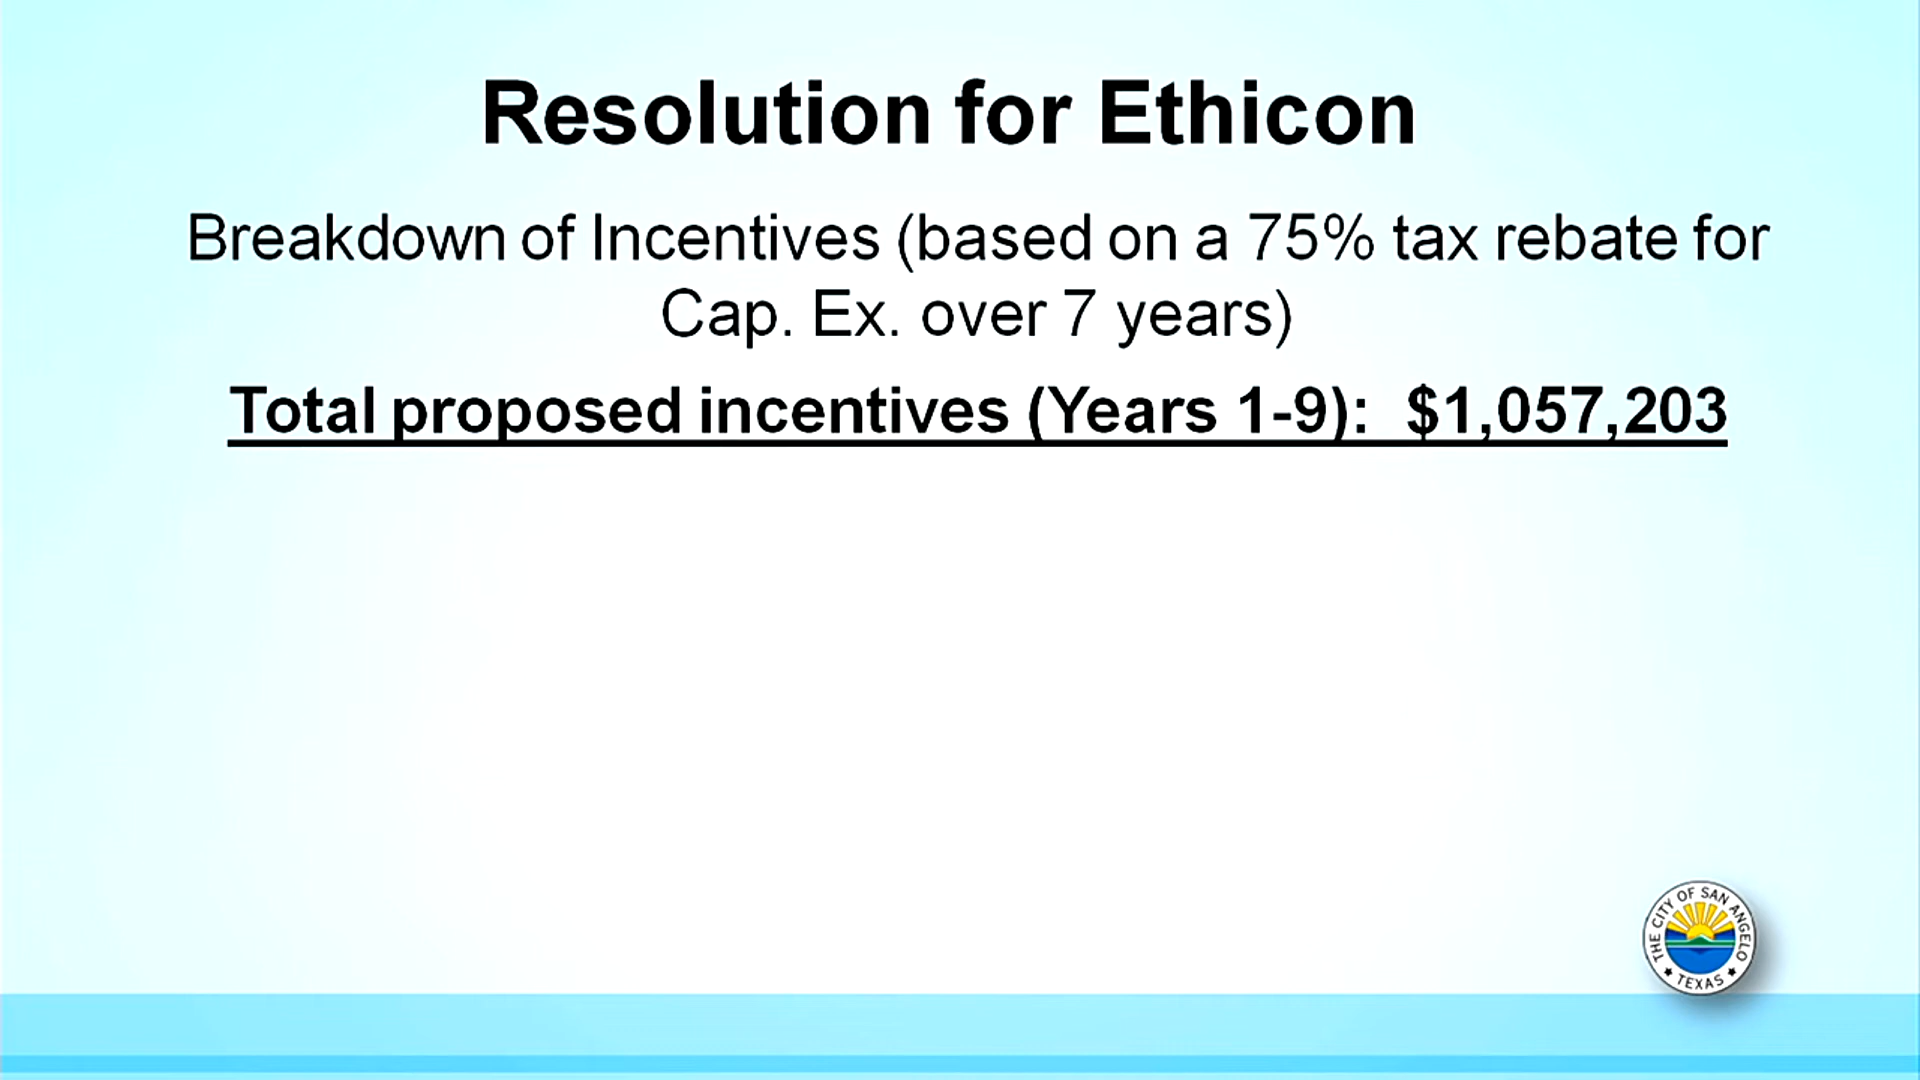 Resolution for Ethicon
Breakdown of Incentives (based on a 75% tax rebate for
Cap. Ex. over 7 years)
Total proposed incentives (Years 1-9):  $1,057,203
THE CITY OF SAN ANGELO
TEXAS